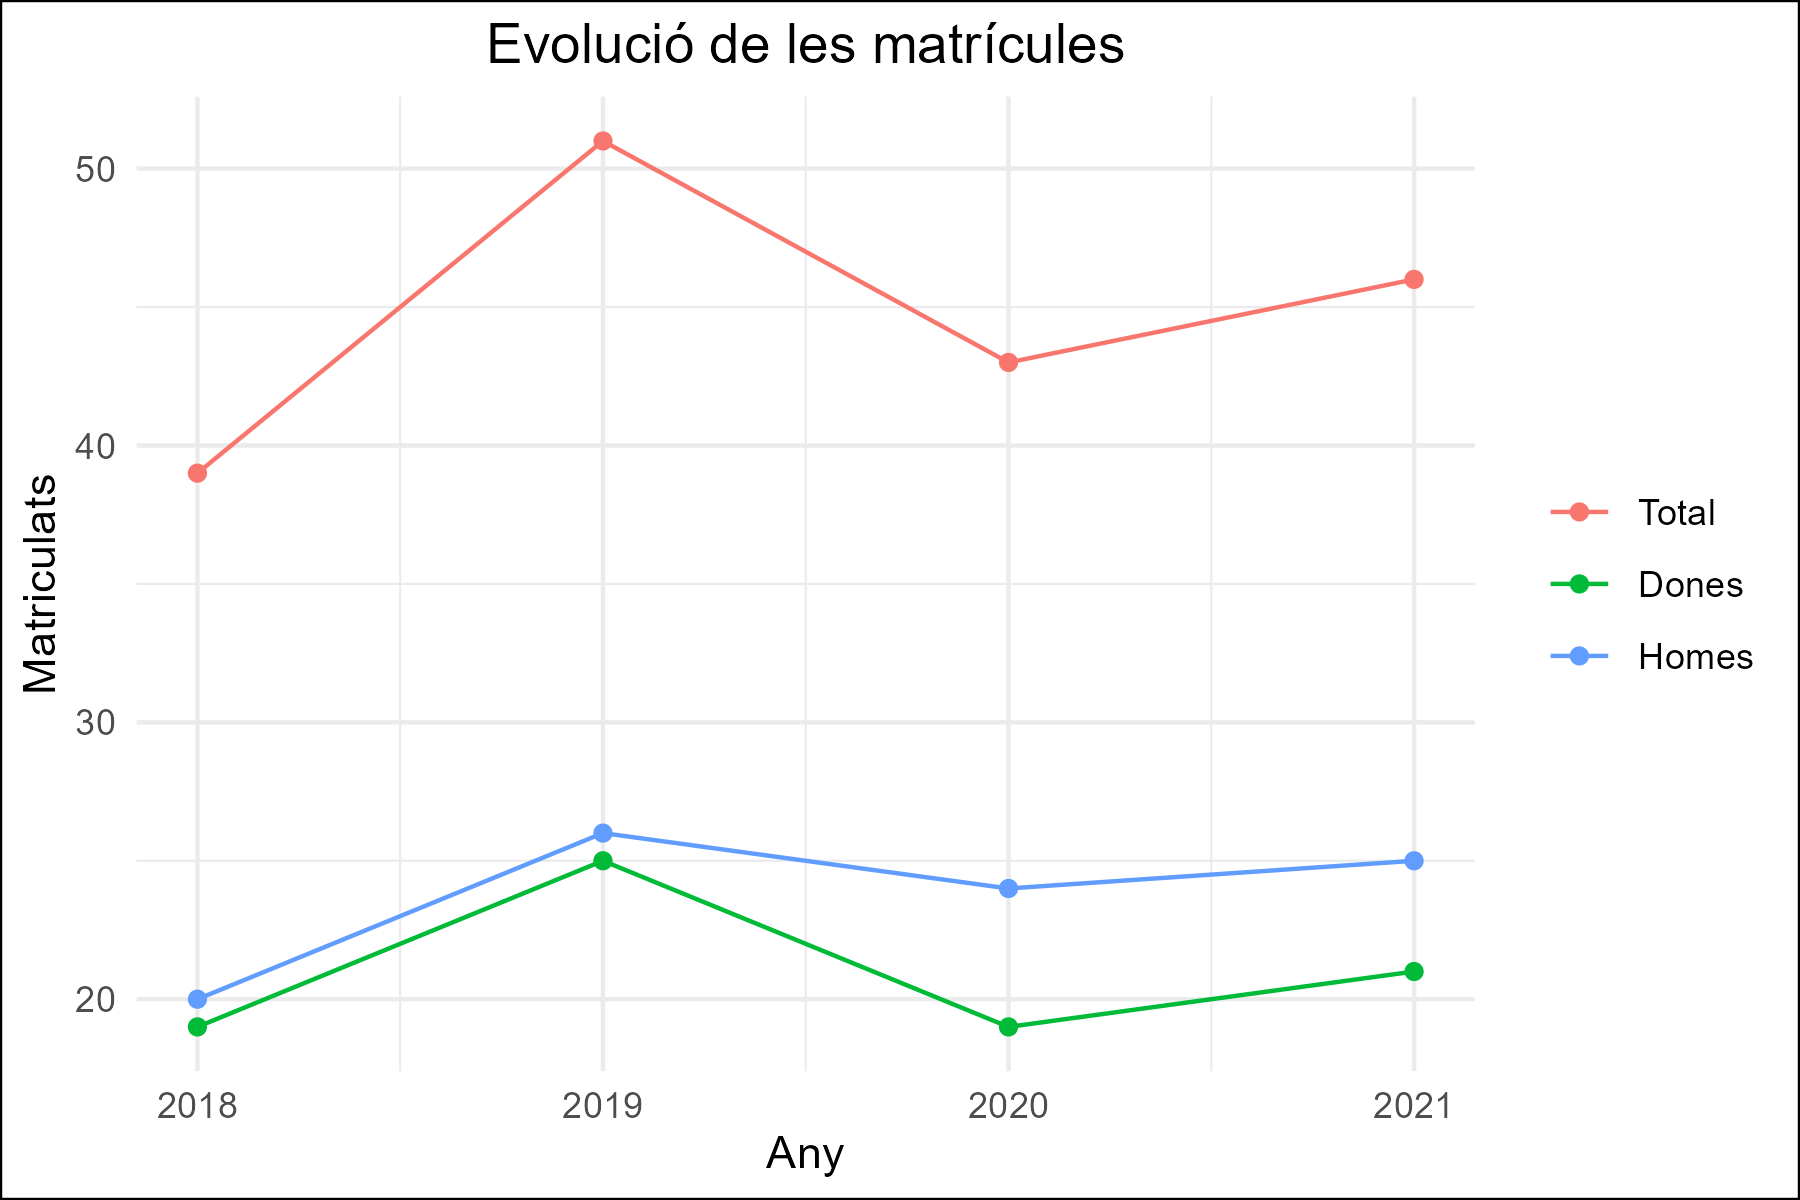 Evolució de les matrícules
50
40
30
20
Matriculats
2018 2019 2020 2021
Any
Total
Dones
Homes